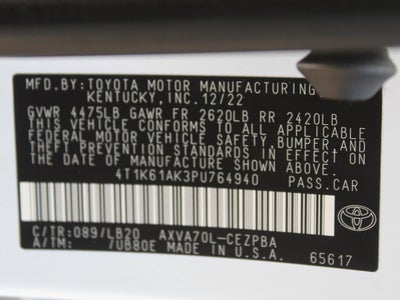 MFD.BY:TOYOTA MOTOR MANUFACTURING
KENTUCKY,INC.12/22
GVWR 4475LB GAWR FR 2620LB RR 2420LB
THIS VEHICLE CONFORMS TO ALL APPLICABLE
FEDERAL MOTOR VEHICLE SAFETY,BUMPER,AND
THEFT PREVENTION STANDARDS IN EFFECT ON
THE DATE OF MANUFACTURE SHOWN ABOVE.
4T1K61AK3PU764940 PASS.CAR
C/TR:089/LB20 AXVA70L-CEZPBA
A/TM: 7UB80E MADE IN U.S.A.
TOYOTA
65617